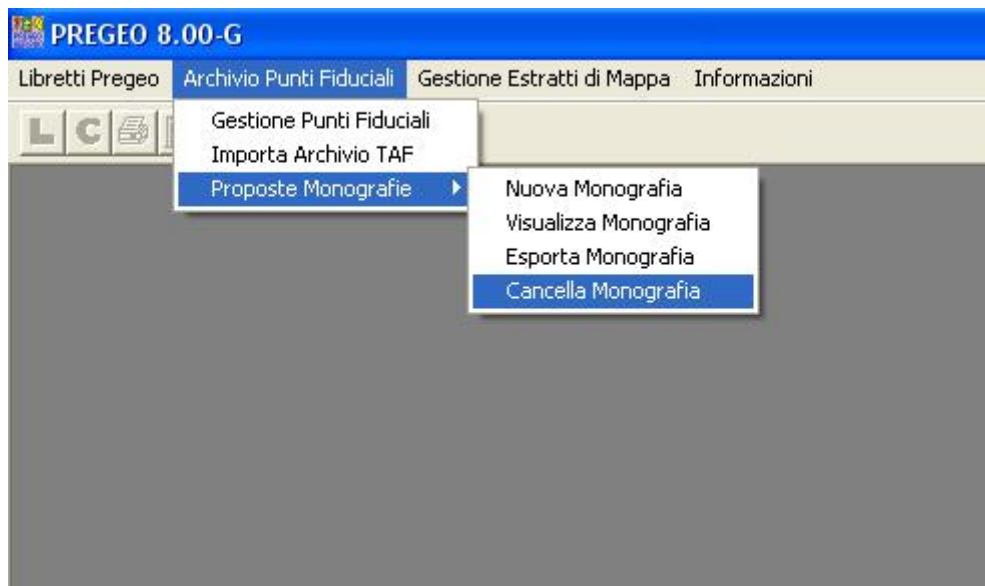 PREGEO 8.00-G
Libretti Pregeo Archivio Punti Fiduciali Gestione Estratti di Mappa Informazioni
L C
Gestione Punti Fiduciali
Importa Archivio TAF
Proposte Monografie
Nuova Monografia
Visualizza Monografia
Esporta Monografia
Cancella Monografia